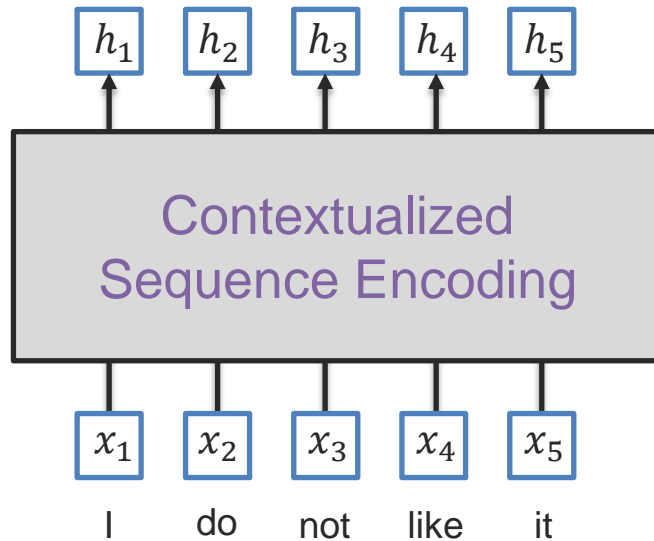 h₁ h₂ h₃ h₄ h₅
Contextualized
Sequence Encoding
x₁ x₂ x₃ x₄ x₅
I do not like it